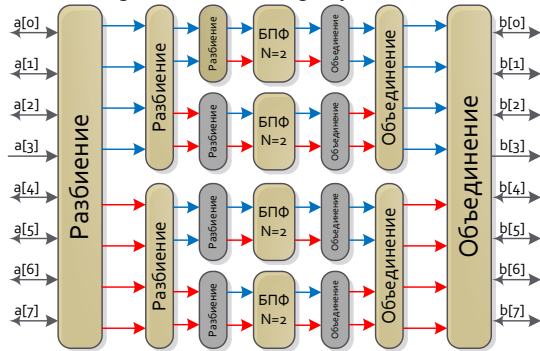 a[0]
a[1]
a[2]
a[3]
a[4]
a[5]
a[6]
a[7]
Разбиение
Разбиение
Разбиение
Разбиение
Разбиение
Разбиение
Разбиение
БПФ
N=2
БПФ
N=2
БПФ
N=2
БПФ
N=2
Объединение
Объединение
Объединение
Объединение
Объединение
Объединение
Объединение
b[0]
b[1]
b[2]
b[3]
b[4]
b[5]
b[6]
b[7]